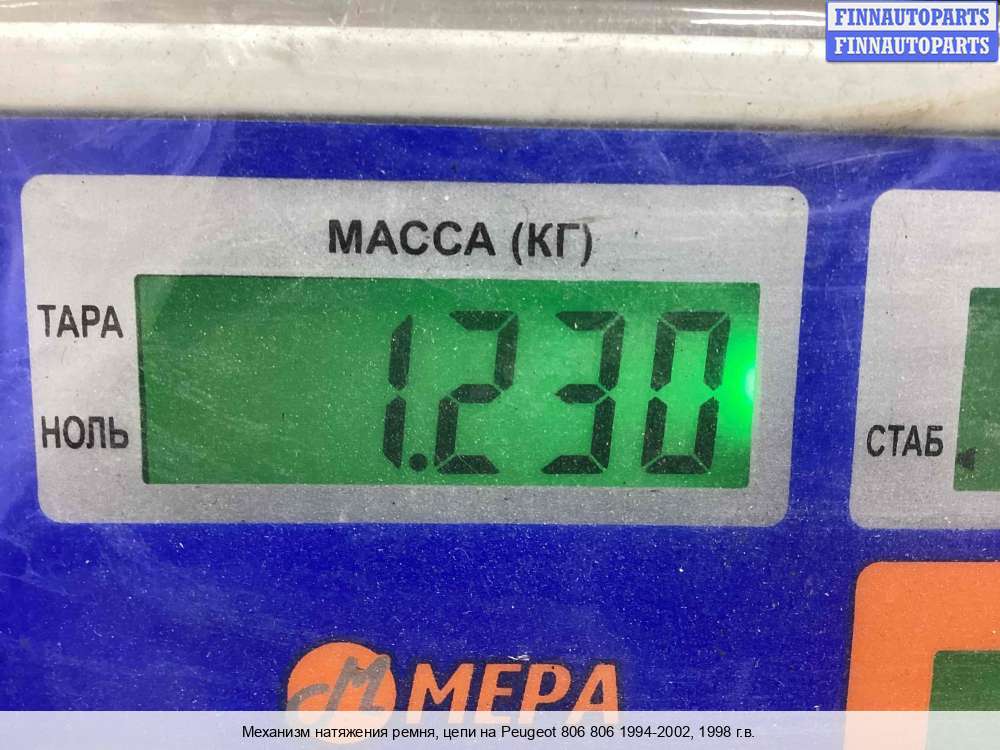 FINNAUTOPARTS
FINNAUTOPARTS
МАССА (КГ)
ТАРА
1.230
НОЛЬ
СТАБ
М МЕРА
Механизм натяжения ремня, цепи на Peugeot 806 806 1994-2002, 1998 г.в.